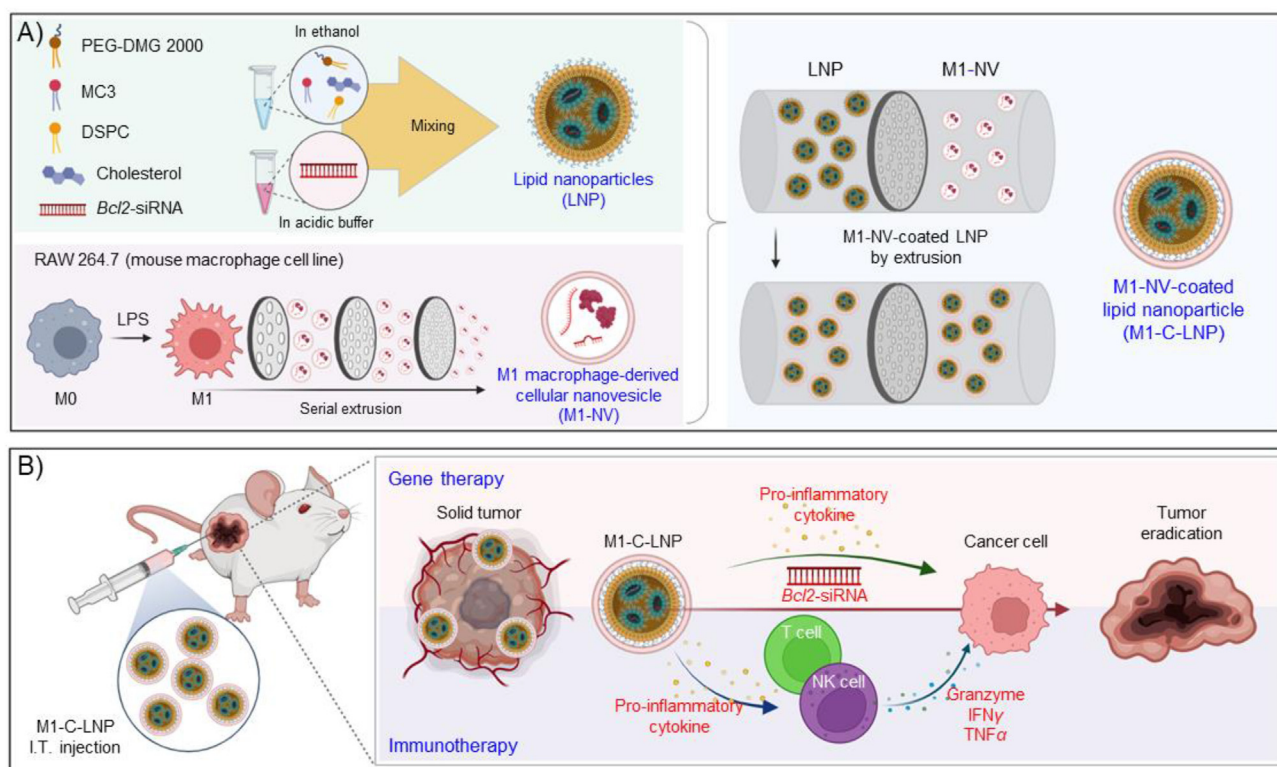 A)
PEG-DMG 2000
MC3
DSPC
Cholesterol
Bcl2-siRNA
In ethanol
In acidic buffer
Mixing
Lipid nanoparticles
(LNP)
RAW 264.7 (mouse macrophage cell line)
LPS
M0
M1
Serial extrusion
M1 macrophage-derived
cellular nanovesicle
(M1-NV)
LNP
M1-NV
M1-NV-coated LNP
by extrusion
M1-NV-coated
lipid nanoparticle
(M1-C-LNP)
B)
M1-C-LNP
I.T. injection
Gene therapy
Solid tumor
M1-C-LNP
Pro-inflammatory
cytokine
Bcl2-siRNA
Cancer cell
Tumor
eradication
T cell
NK cell
Pro-inflammatory
cytokine
Granzyme
IFNγ
TNFα
Immunotherapy